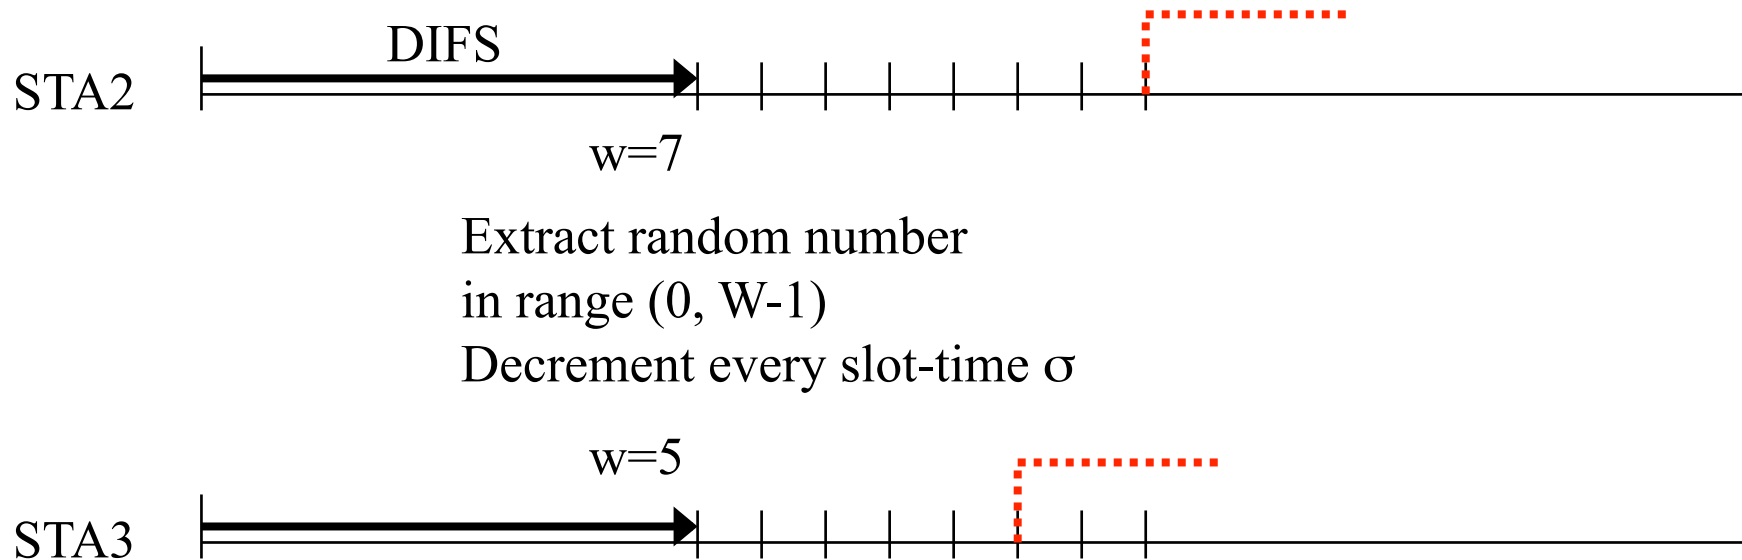 DIFS
STA2
w=7
Extract random number
in range (0, W-1)
Decrement every slot-time σ
w=5
STA3